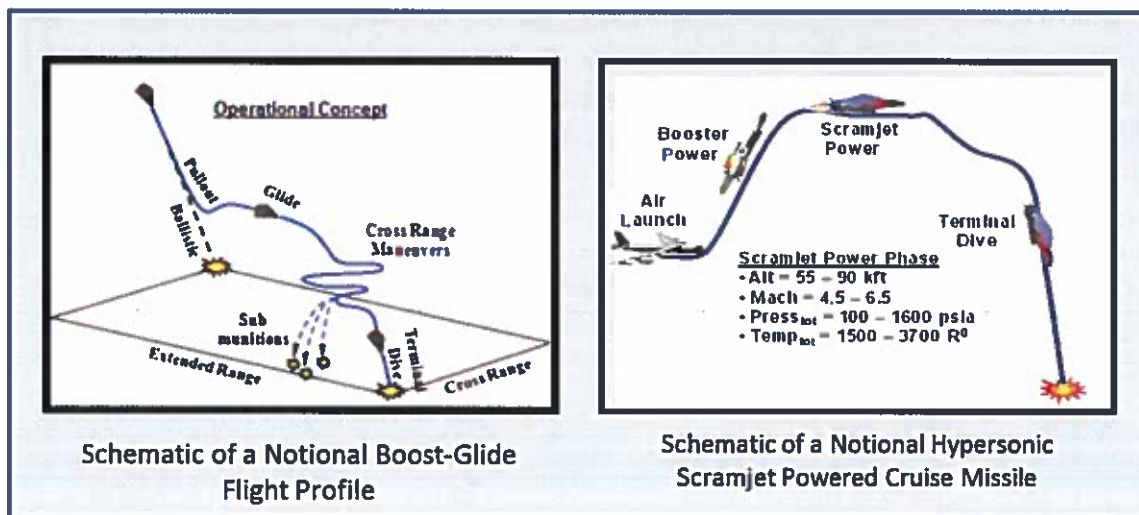 Operational Concept
Pullout
Ballistic
Glide
Cross Range
Maneuvers
Sub
munitions
Extended Range
Terminal
Dive
Cross Range
Schematic of a Notional Boost-Glide
Flight Profile
Booster
Power
Scramjet
Power
Air
Launch
Terminal
Dive
Scramjet Power Phase
• Alt = 55 – 90 kft
• Mach = 4.5 – 6.5
• Press tot = 100 – 1600 psia
• Temp tot = 1500 – 3700 R⁰
Schematic of a Notional Hypersonic
Scramjet Powered Cruise Missile